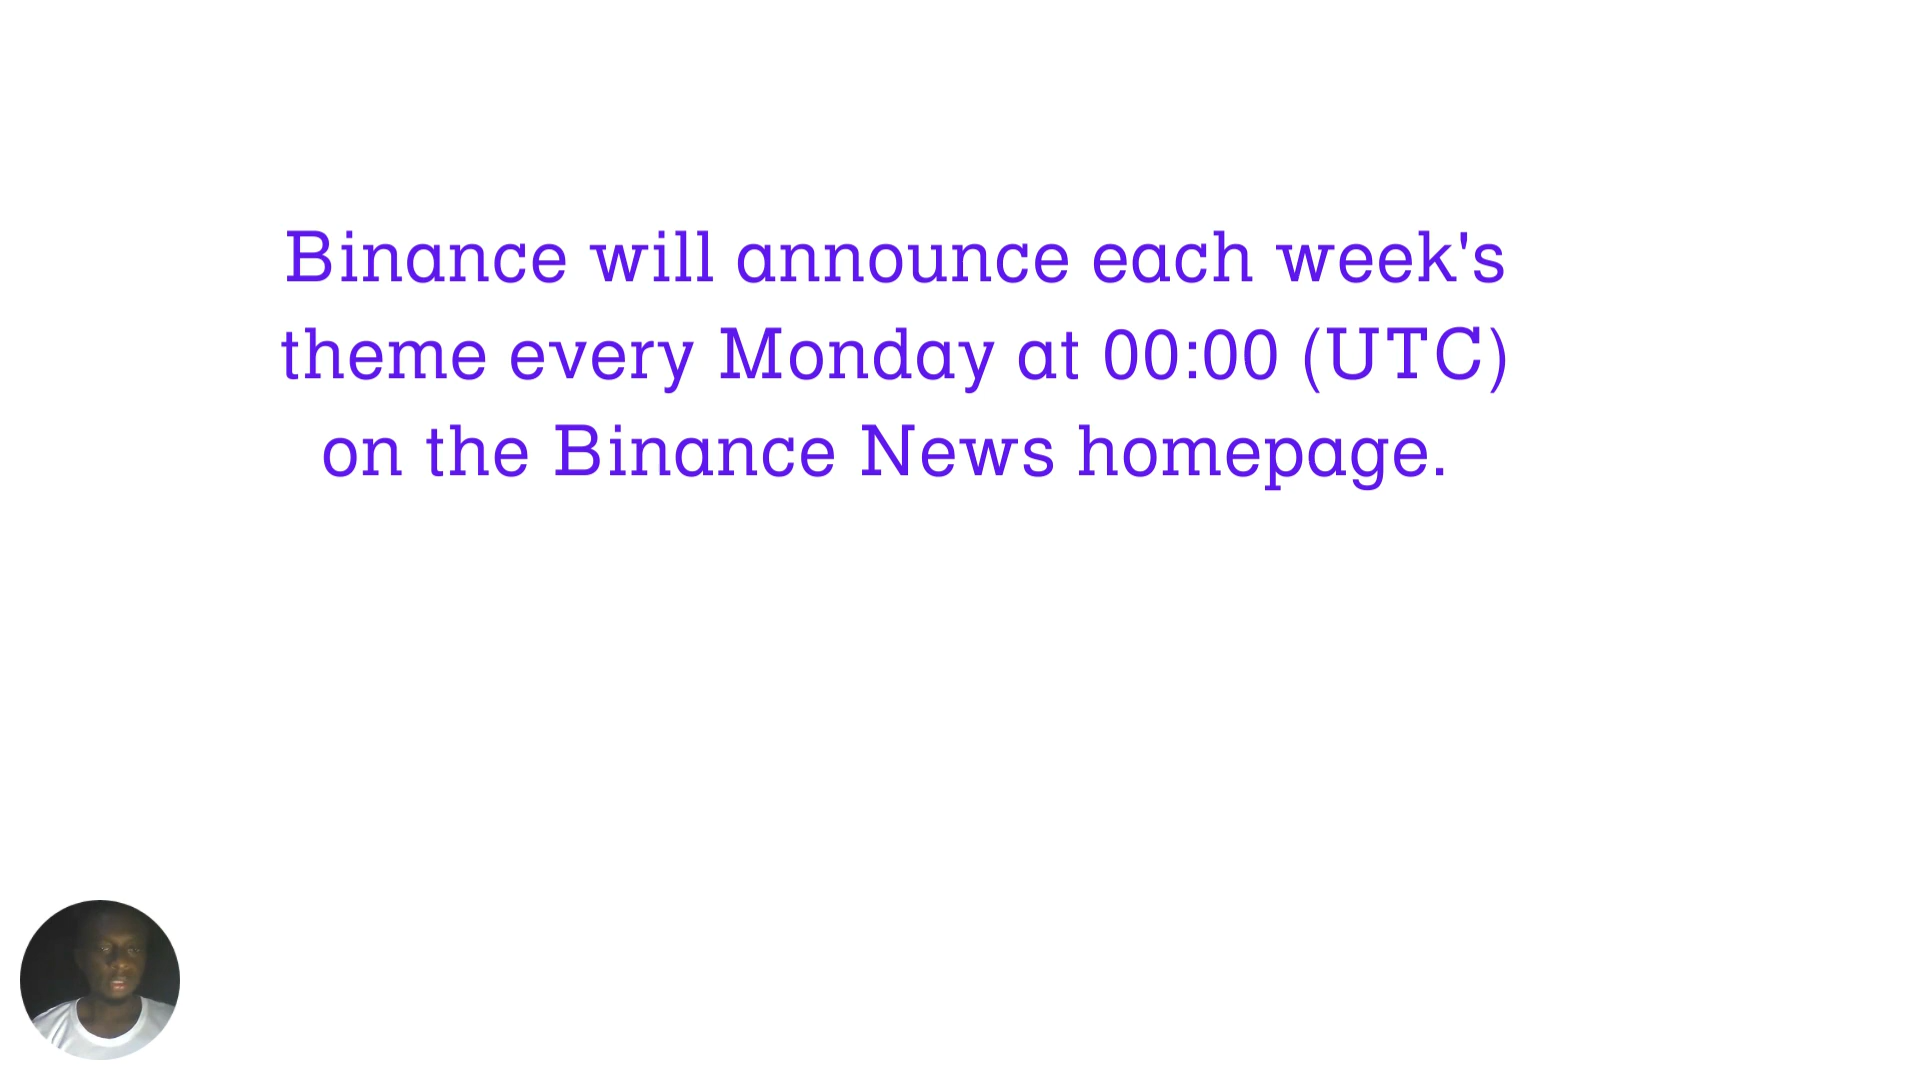 Binance will announce each week's
theme every Monday at 00:00 (UTC)
on the Binance News homepage.